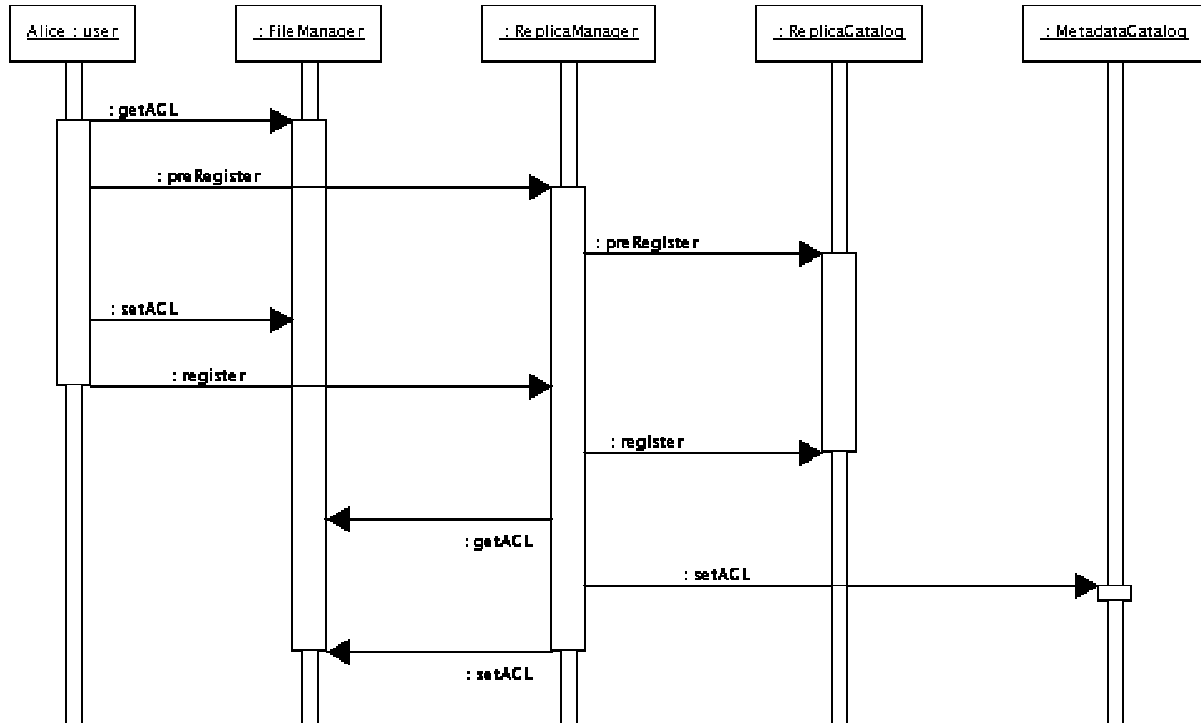 Alice : user
: FileManager
: ReplicaManager
: ReplicaCatalog
: MetadataCatalog
: getACL
: preRegister
: preRegister
: setACL
: register
: register
: getACL
: setACL
: setACL